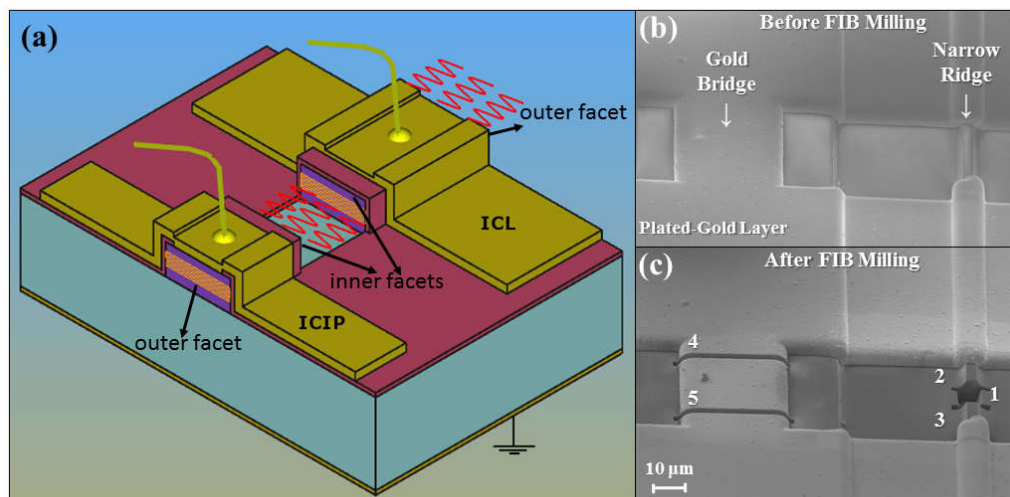 (a)
outer facet
ICL
inner facets
ICIP
outer facet
(b)
Before FIB Milling
Gold
Bridge
Narrow
Ridge
Plated-Gold Layer
(c)
After FIB Milling
4
5
2
1
3
10 μm